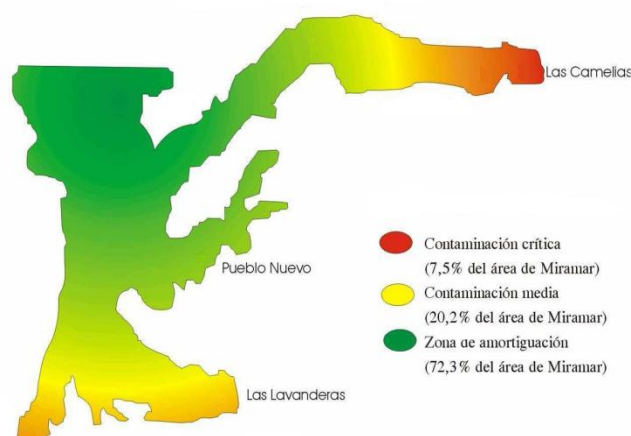 Las Camelias
Pueblo Nuevo
Contaminación crítica
(7,5% del área de Miramar)
Contaminación media
(20,2% del área de Miramar)
Zona de amortiguación
(72,3% del área de Miramar)
Las Lavanderas